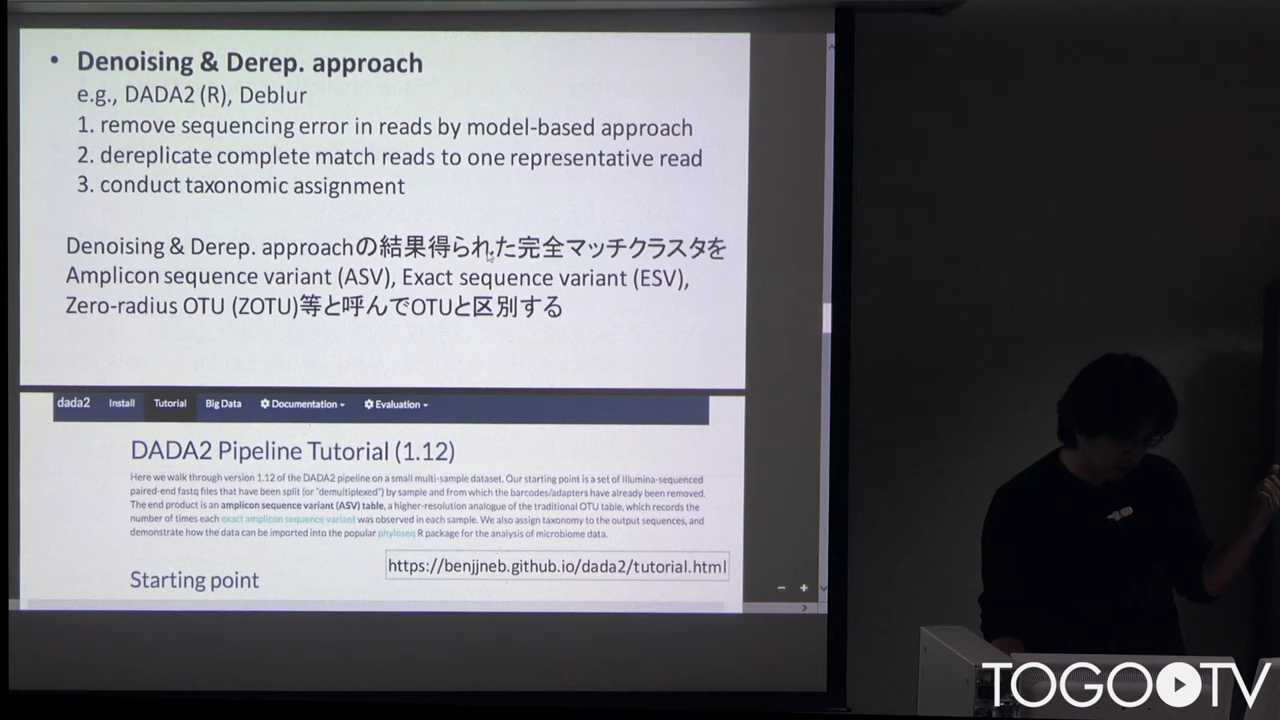 • Denoising & Derep. approach
e.g., DADA2 (R), Deblur
1. remove sequencing error in reads by model-based approach
2. dereplicate complete match reads to one representative read
3. conduct taxonomic assignment
Denoising & Derep. approachの結果得られた完全マッチクラスタを
Amplicon sequence variant (ASV), Exact sequence variant (ESV),
Zero-radius OTU (ZOTU)等と呼んでOTUと区別する
dada2 Install Tutorial Big Data Documentation Evaluation
DADA2 Pipeline Tutorial (1.12)
Here we walk through version 1.12 of the DADA2 pipeline on a small multi-sample dataset. Our starting point is a set of Illumina-sequenced
paired-end fastq files that have been split (or "demultiplexed") by sample and from which the barcodes/adapters have already been removed.
The end product is an amplicon sequence variant (ASV) table, a higher-resolution analogue of the traditional OTU table, which records the
number of times each exact amplicon sequence variant was observed in each sample. We also assign taxonomy to the output sequences, and
demonstrate how the data can be imported into the popular phyloseq R package for the analysis of microbiome data.
https://benjjneb.github.io/dada2/tutorial.html
Starting point
TOGOTV